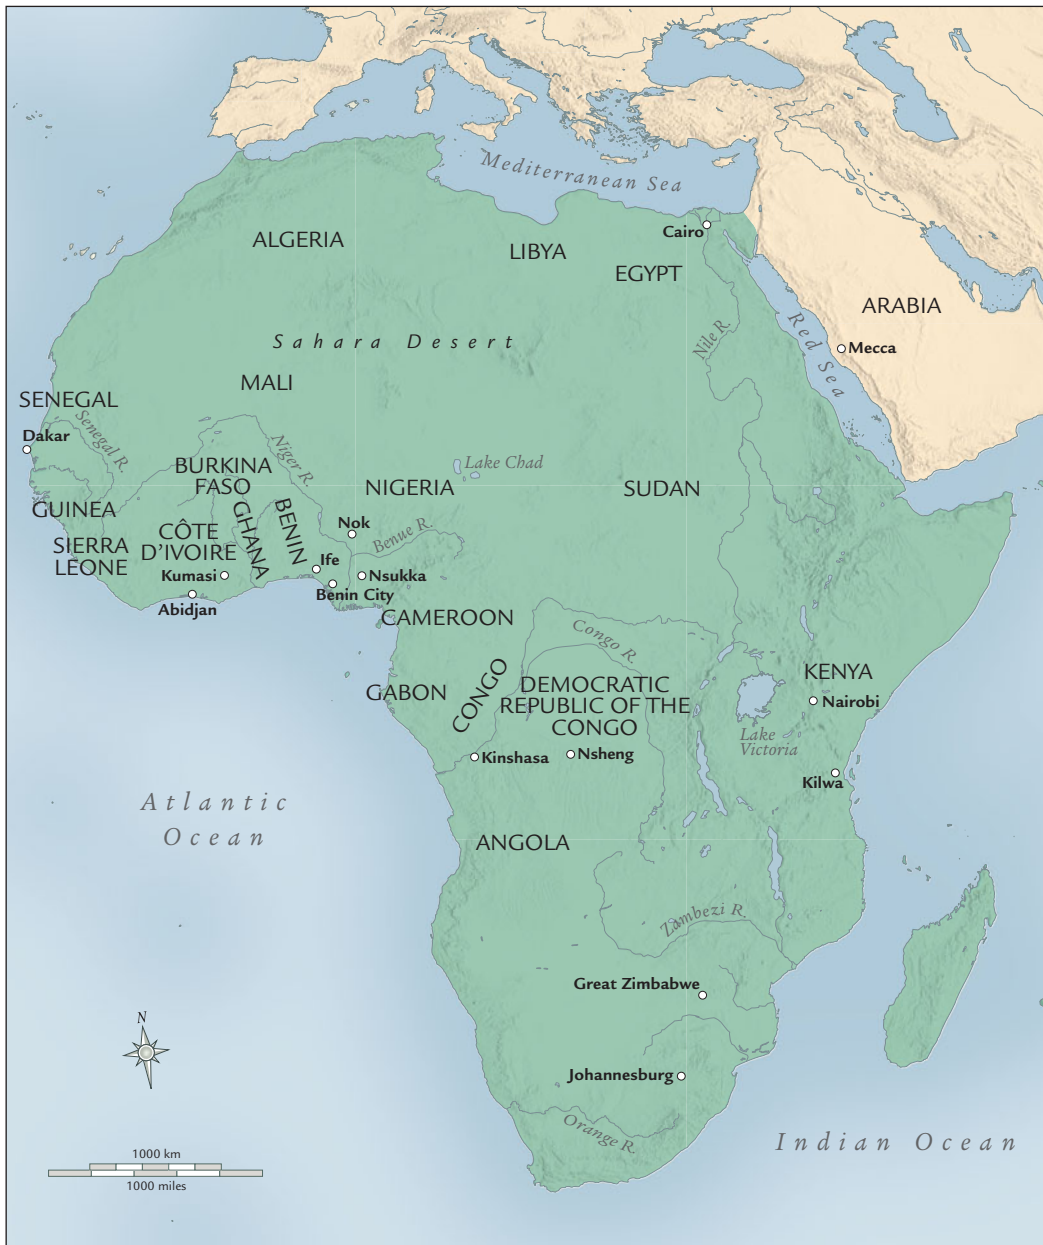 Mediterranean Sea
Cairo
ALGERIA
LIBYA
EGYPT
ARABIA
Red Sea
Nile R.
Sahara Desert
Mecca
MALI
SENEGAL
Senegal R.
Dakar
Niger R.
BURKINA
FASO
Lake Chad
NIGERIA
SUDAN
GUINEA
GHANA
BENIN
CÔTE
D'IVOIRE
SIERRA
LEONE
Nok
Benue R.
Ife
Kumasi
Nsukka
Benin City
Abidjan
CAMEROON
Congo R.
CONGO
GABON
DEMOCRATIC
REPUBLIC OF THE
CONGO
KENYA
Nairobi
Lake
Victoria
Kinshasa
Nsheng
Kilwa
Atlantic
Ocean
ANGOLA
Zambezi R.
Great Zimbabwe
N
Johannesburg
Orange R.
Indian Ocean
1000 km
1000 miles